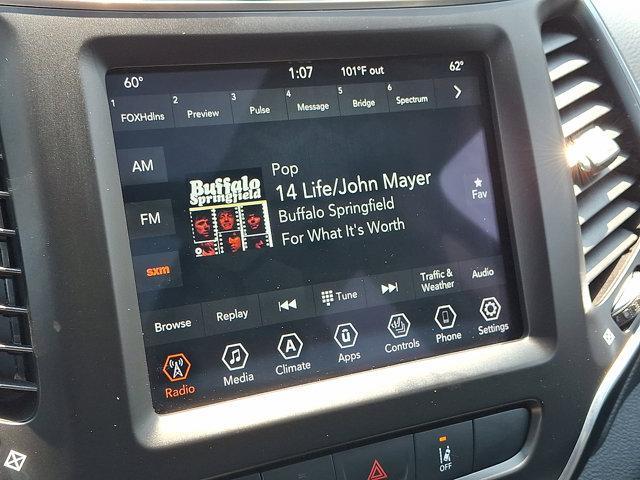 60°
1:07
101°F out
62°
1
FOXHdlns
2
Preview
3
Pulse
4
Message
5
Bridge
6
Spectrum
AM
FM
sxm
Buffalo
Springfield
Pop
14 Life/John Mayer
Buffalo Springfield
For What It's Worth
Fav
Browse
Replay
Tune
Traffic &
Weather
Audio
Radio
Media
A
Climate
Apps
Controls
Phone
Settings
OFF